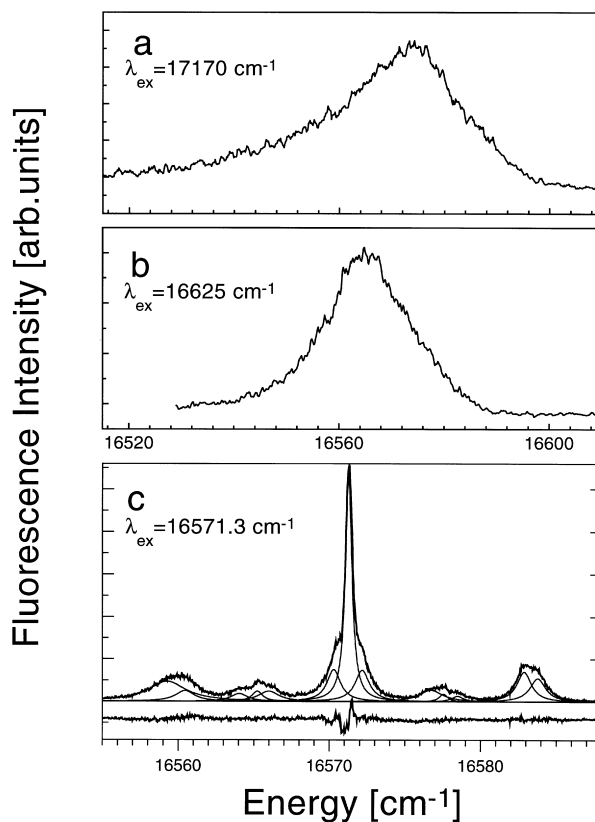 a
λex=17170 cm-1
b
λex=16625 cm-1
16520 16560 16600
c
λex=16571.3 cm-1
16560 16570 16580
Energy [cm-1]
Fluorescence Intensity [arb.units]